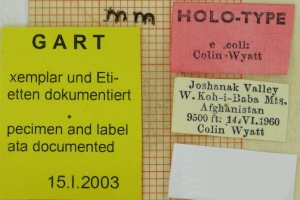 mm
GART
xemplar und Eti-
etten dokumentiert
.
pecimen and label
ata documented
15.I.2003
HOLO-TYPE
e coll:
Colin Wyatt
Joshanak Valley
W. Koh-i-Baba Mts.
Afghanistan
9500 ft: 14.VI.1960
Colin Wyatt